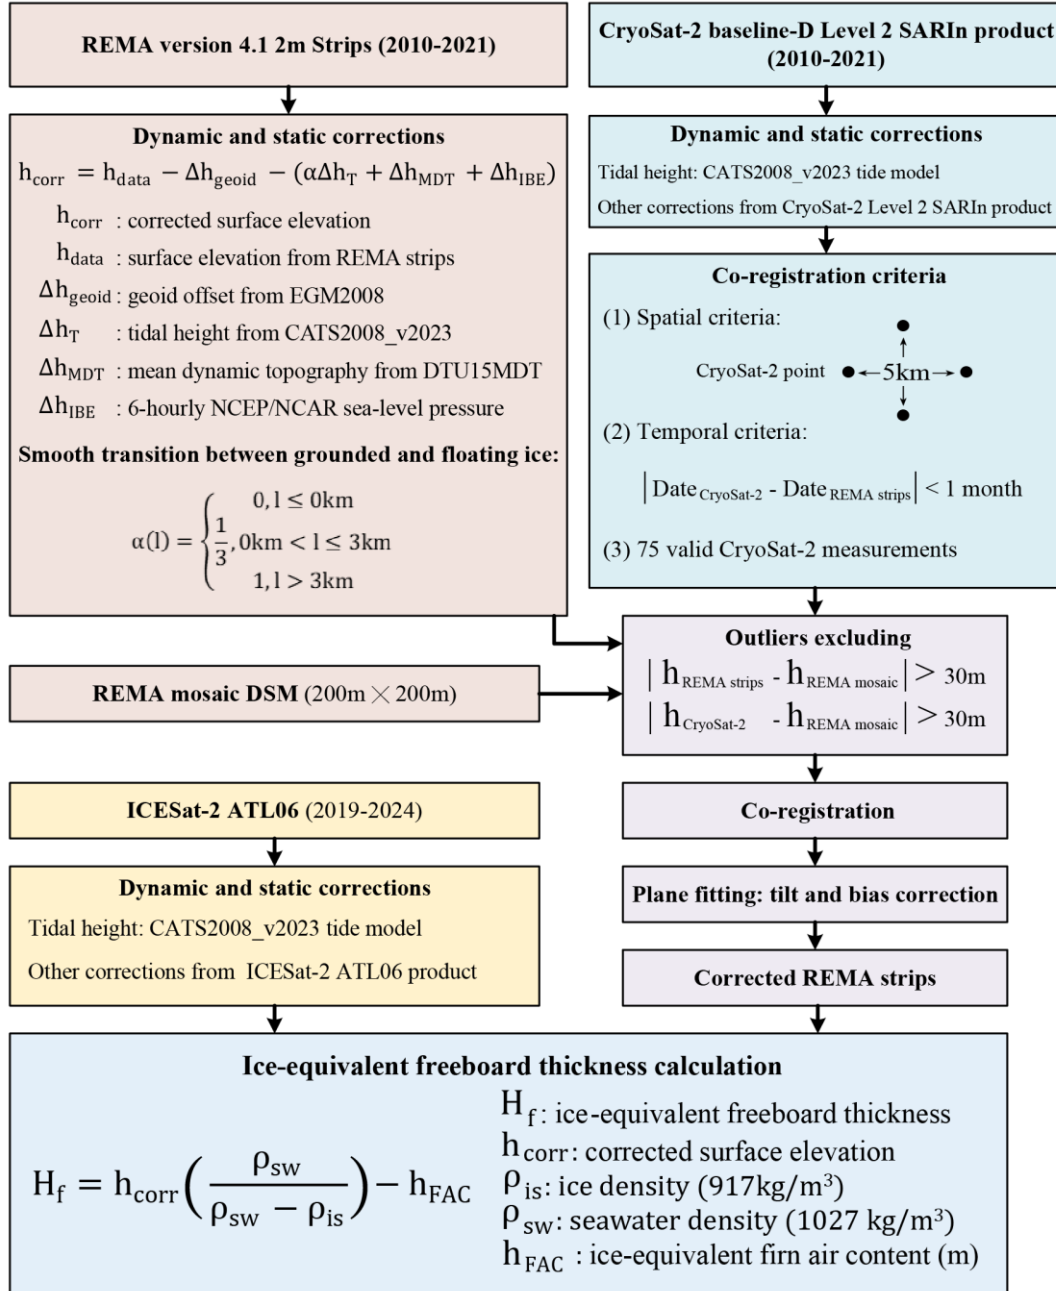 REMA version 4.1 2m Strips (2010-2021)
Dynamic and static corrections
h_corr = h_data − Δh_geoid − (αΔh_T + Δh_MDT + Δh_IBE)
h_corr : corrected surface elevation
h_data : surface elevation from REMA strips
Δh_geoid : geoid offset from EGM2008
Δh_T : tidal height from CATS2008_v2023
Δh_MDT : mean dynamic topography from DTU15MDT
Δh_IBE : 6-hourly NCEP/NCAR sea-level pressure
Smooth transition between grounded and floating ice:
α(l) = { 0, l ≤ 0km
1/3, 0km < l ≤ 3km
1, l > 3km
CryoSat-2 baseline-D Level 2 SARIn product
(2010-2021)
Dynamic and static corrections
Tidal height: CATS2008_v2023 tide model
Other corrections from CryoSat-2 Level 2 SARIn product
Co-registration criteria
(1) Spatial criteria:
CryoSat-2 point ●←5km→●
(2) Temporal criteria:
| Date_CryoSat-2 - Date_REMA strips | < 1 month
(3) 75 valid CryoSat-2 measurements
REMA mosaic DSM (200m × 200m)
Outliers excluding
| h_REMA strips - h_REMA mosaic | > 30m
| h_CryoSat-2 - h_REMA mosaic | > 30m
Co-registration
Plane fitting: tilt and bias correction
Corrected REMA strips
ICESat-2 ATL06 (2019-2024)
Dynamic and static corrections
Tidal height: CATS2008_v2023 tide model
Other corrections from ICESat-2 ATL06 product
Ice-equivalent freeboard thickness calculation
H_f = h_corr(ρ_sw / (ρ_sw − ρ_is)) − h_FAC
H_f: ice-equivalent freeboard thickness
h_corr: corrected surface elevation
ρ_is: ice density (917kg/m³)
ρ_sw: seawater density (1027 kg/m³)
h_FAC : ice-equivalent firn air content (m)